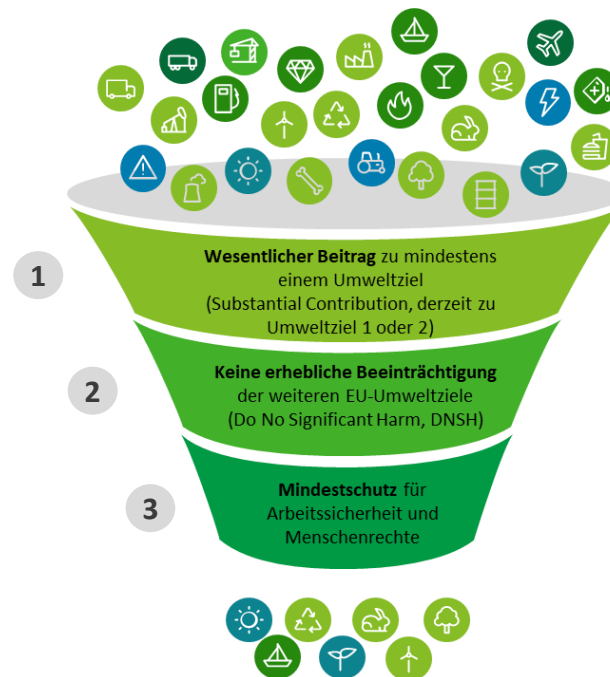 1
Wesentlicher Beitrag zu mindestens
einem Umweltziel
(Substantial Contribution, derzeit zu
Umweltziel 1 oder 2)
2
Keine erhebliche Beeinträchtigung
der weiteren EU-Umweltziele
(Do No Significant Harm, DNSH)
3
Mindestschutz für
Arbeitssicherheit und
Menschenrechte